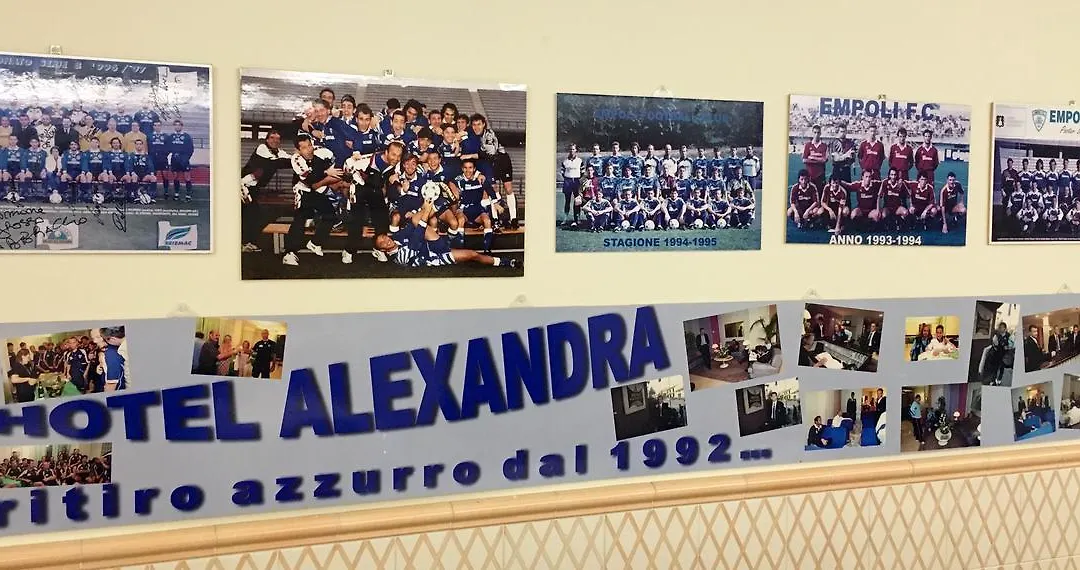 STAGIONE 1994-1995
EMPOLI F.C.
ANNO 1993-1994
EMPO
HOTEL ALEXANDRA
ritiro azzurro dal 1992...